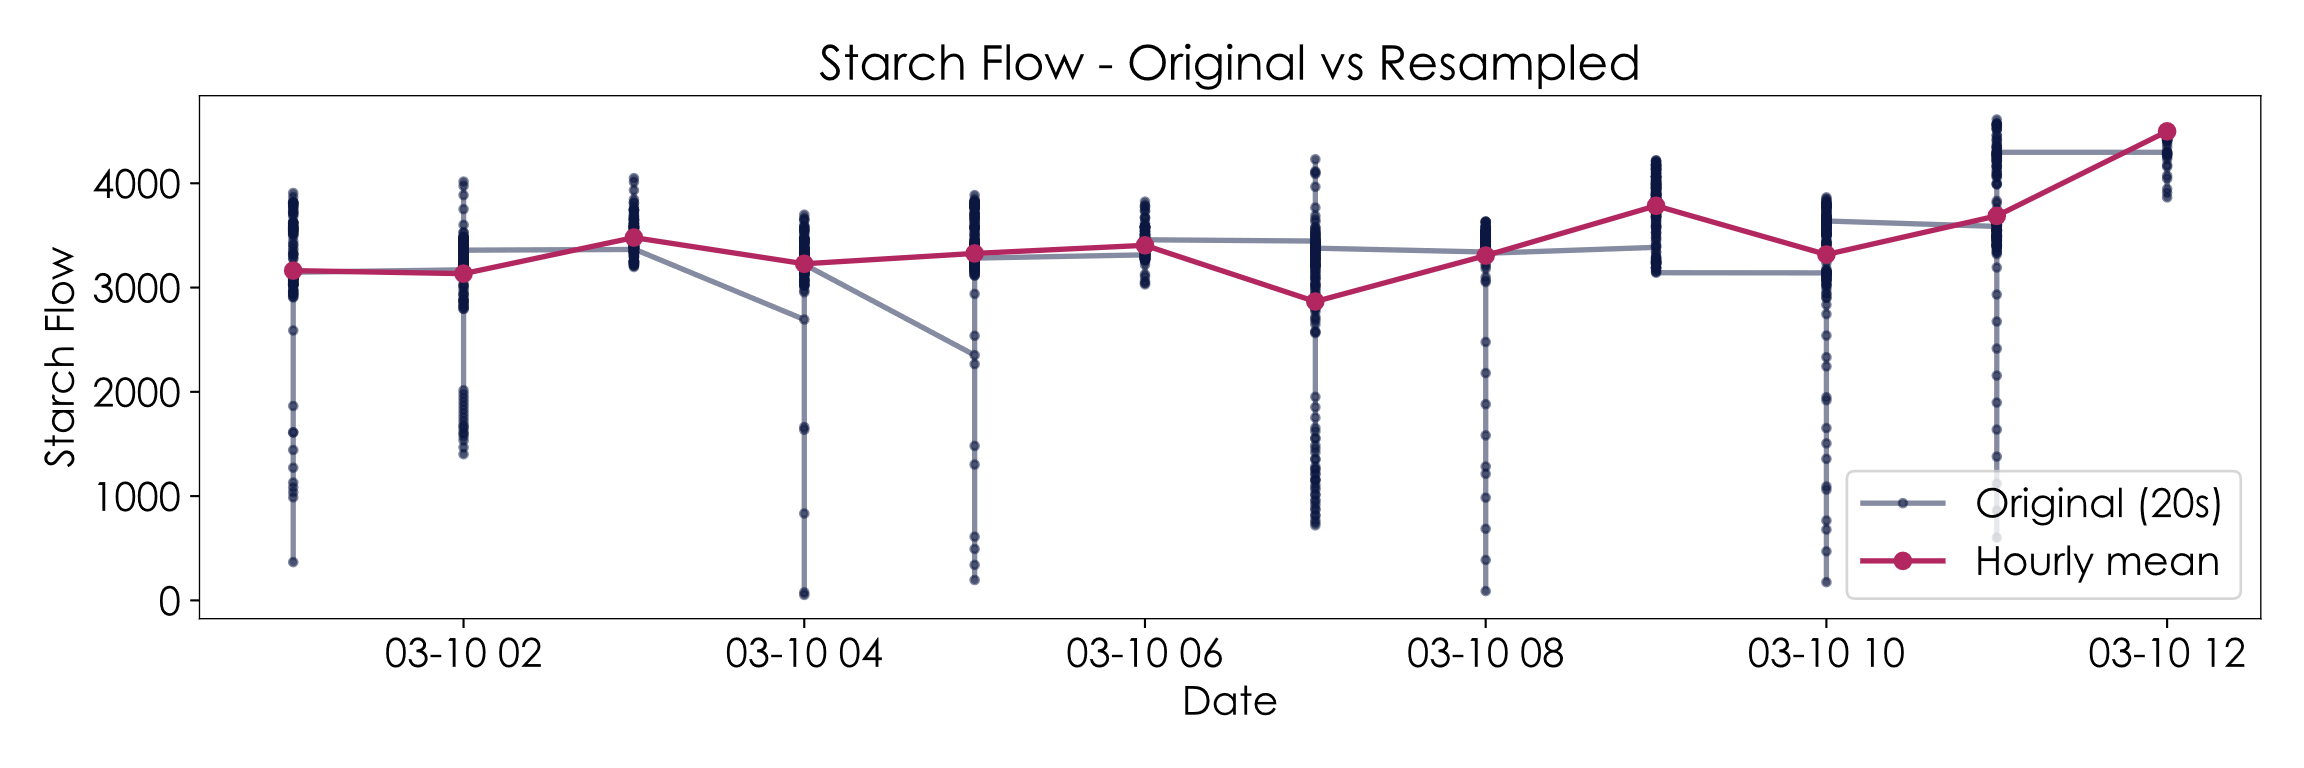 Starch Flow - Original vs Resampled
Starch Flow
4000
3000
2000
1000
0
Original (20s)
Hourly mean
03-10 02
03-10 04
03-10 06
03-10 08
03-10 10
03-10 12
Date